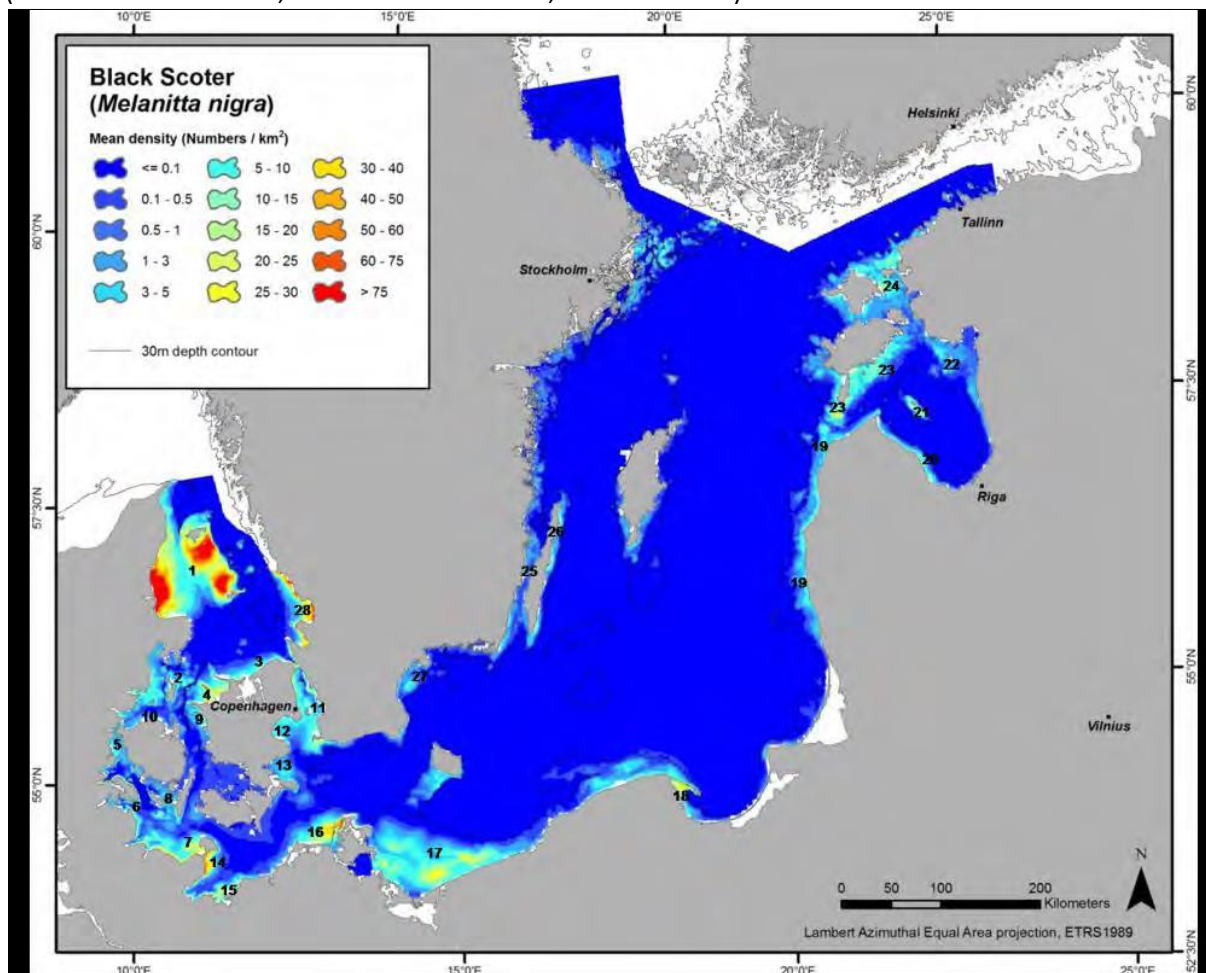 10°0'E 15°0'E 20°0'E 25°0'E
Black Scoter
(Melanitta nigra)
Mean density (Numbers / km²)
<= 0.1 5 - 10 30 - 40
0.1 - 0.5 10 - 15 40 - 50
0.5 - 1 15 - 20 50 - 60
1 - 3 20 - 25 60 - 75
3 - 5 25 - 30 > 75
30m depth contour
60°0'N
Helsinki
60°0'N
Tallinn
Stockholm
24
22
57°30'N
23
23
21
19
20
Riga
57°30'N
26
1
25
19
28
3
55°0'N
2
27
4
Copenhagen
11
10
9
Vilnius
12
5
13
55°0'N
8
18
6
16
7
17
14
15
N
0 50 100 200
Kilometers
Lambert Azimuthal Equal Area projection, ETRS1989
52°30'N
10°0'E 15°0'E 20°0'E 25°0'E